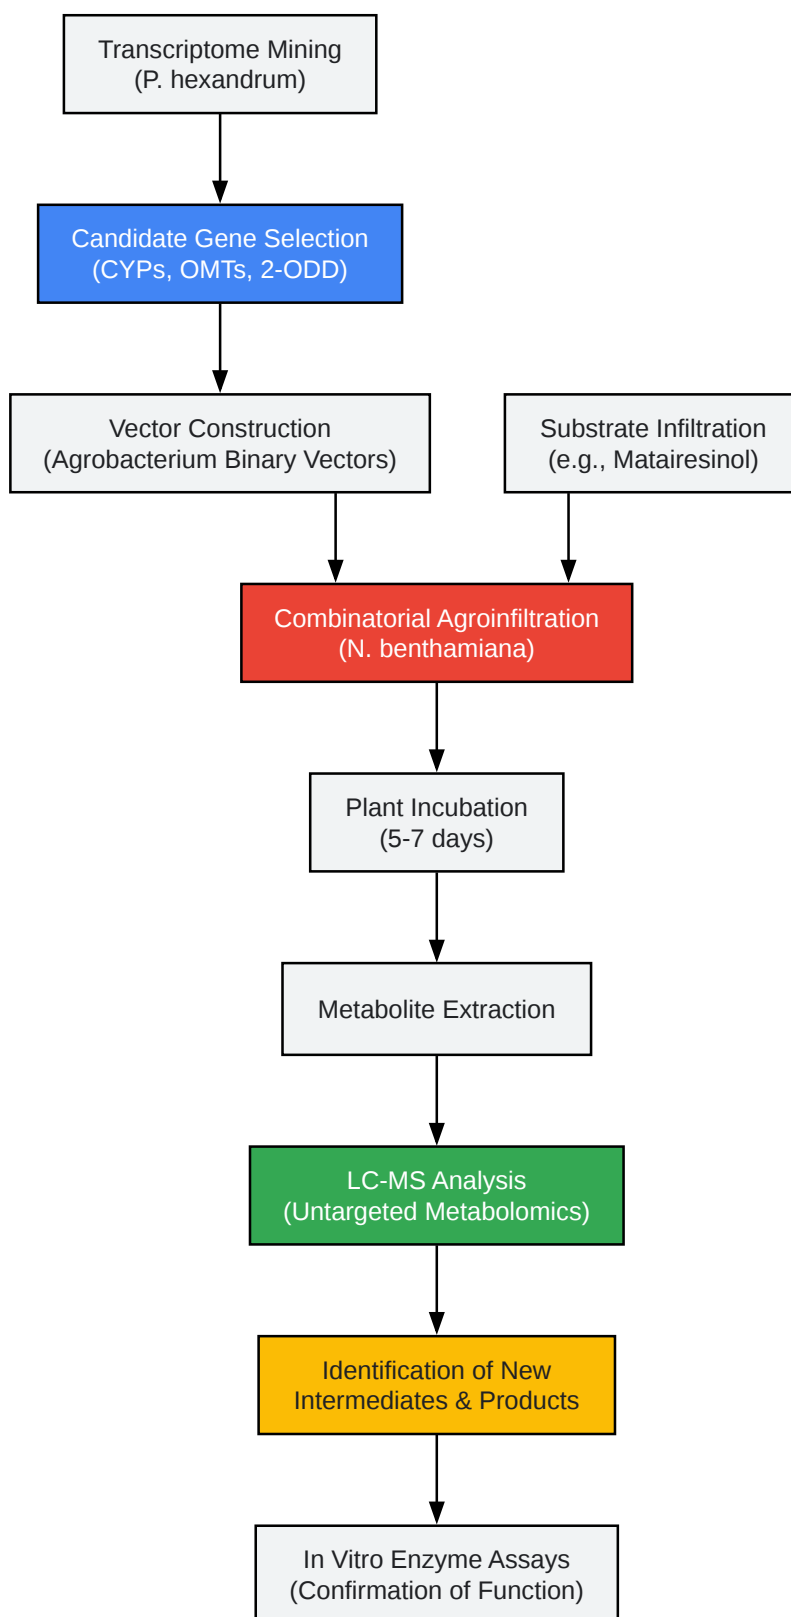 Transcriptome Mining
(P. hexandrum)
Candidate Gene Selection
(CYPs, OMTs, 2-ODD)
Vector Construction
(Agrobacterium Binary Vectors)
Substrate Infiltration
(e.g., Matairesinol)
Combinatorial Agroinfiltration
(N. benthamiana)
Plant Incubation
(5-7 days)
Metabolite Extraction
LC-MS Analysis
(Untargeted Metabolomics)
Identification of New
Intermediates & Products
In Vitro Enzyme Assays
(Confirmation of Function)